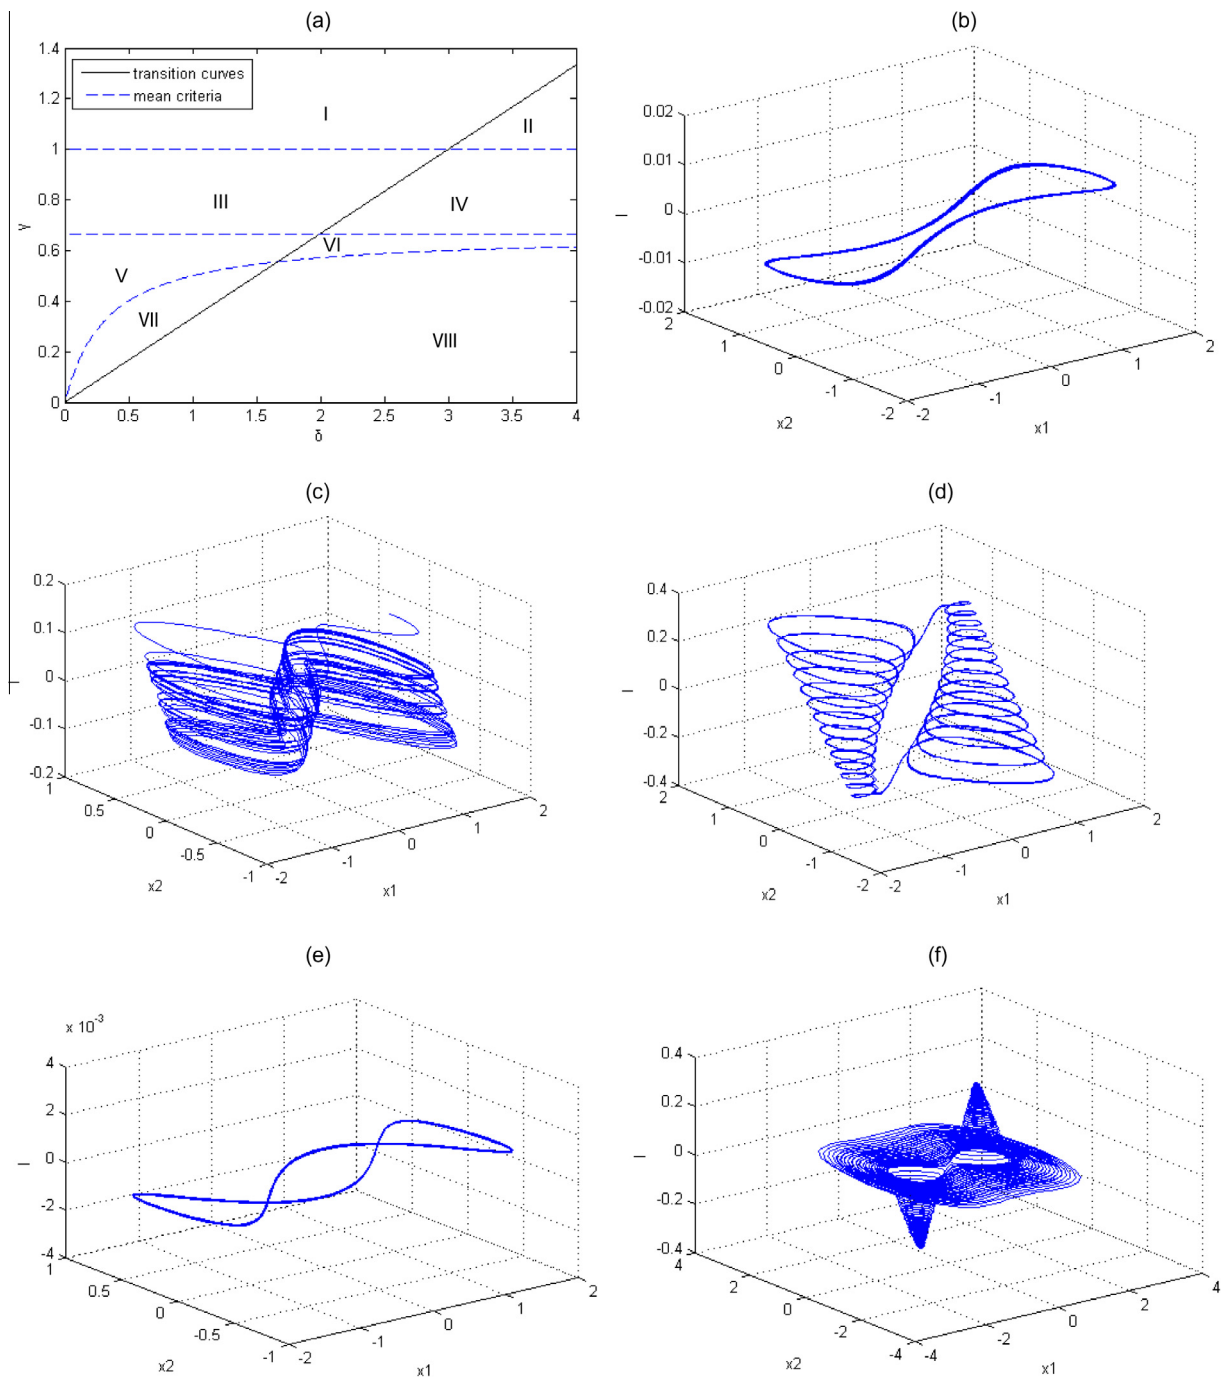 (a)
1.4
1.2
1
0.8
0.6
0.4
0.2
0
γ
transition curves
mean criteria
I
II
III
IV
V
VI
VII
VIII
0 0.5 1 1.5 2 2.5 3 3.5 4
δ
(b)
0.02
0.01
0
-0.01
-0.02
I
2 1 0 -1 -2
x2
-2 -1 0 1 2
x1
(c)
0.2
0.1
0
-0.1
-0.2
I
1 0.5 0 -0.5 -1
x2
-2 -1 0 1 2
x1
(d)
0.4
0.2
0
-0.2
-0.4
I
2 1 0 -1 -2
x2
-2 -1 0 1 2
x1
(e)
x 10⁻³
4
2
0
-2
-4
I
1 0.5 0 -0.5 -1
x2
-2 -1 0 1 2
x1
(f)
0.4
0.2
0
-0.2
-0.4
I
4 2 0 -2 -4
x2
-4 -2 0 2 4
x1